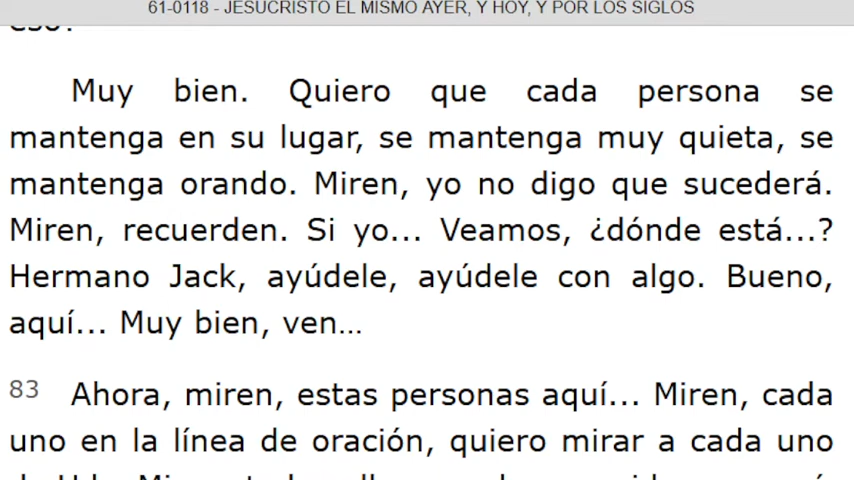 61-0118 - JESUCRISTO EL MISMO AYER, Y HOY, Y POR LOS SIGLOS
Muy bien. Quiero que cada persona se
mantenga en su lugar, se mantenga muy quieta, se
mantenga orando. Miren, yo no digo que sucederá.
Miren, recuerden. Si yo... Veamos, ¿dónde está...?
Hermano Jack, ayúdele, ayúdele con algo. Bueno,
aquí... Muy bien, ven...
83 Ahora, miren, estas personas aquí... Miren, cada
uno en la línea de oración, quiero mirar a cada uno